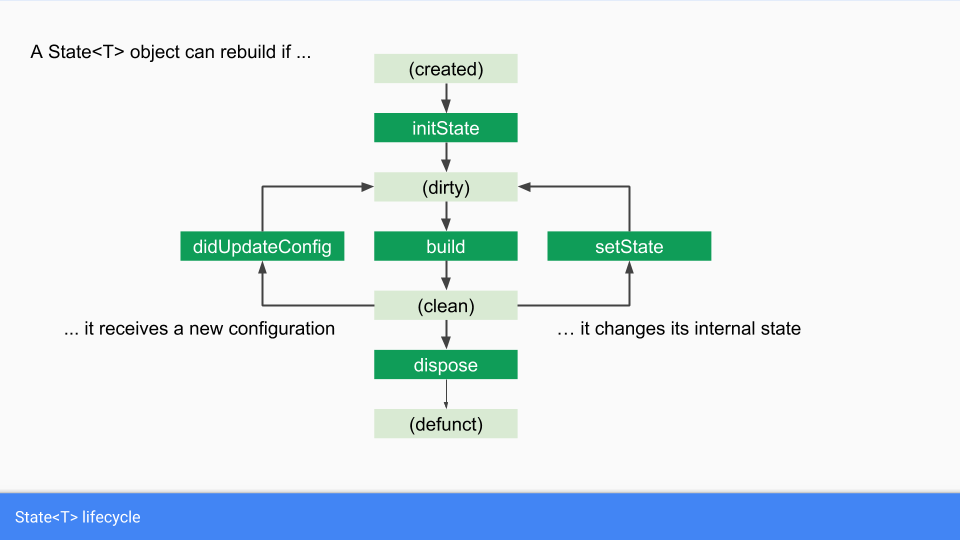 A State<T> object can rebuild if ...
(created)
initState
(dirty)
didUpdateConfig
build
setState
(clean)
... it receives a new configuration
… it changes its internal state
dispose
(defunct)
State<T> lifecycle